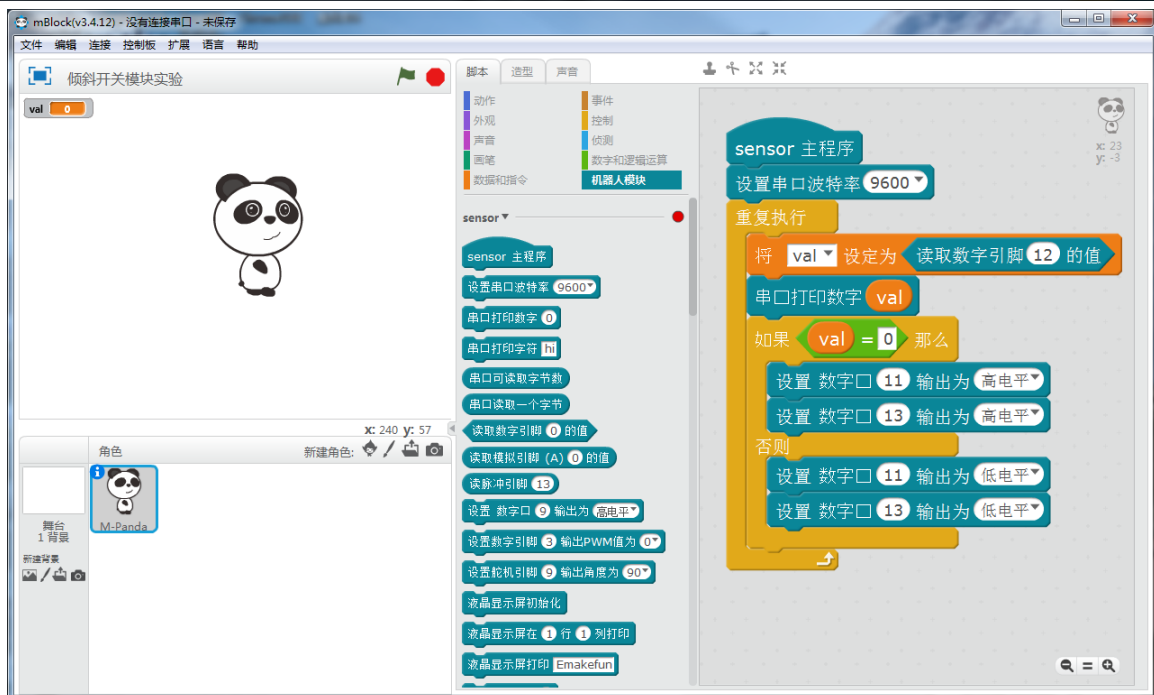 mBlock(v3.4.12) - 没有连接串口 - 未保存
文件 编辑 连接 控制板 扩展 语言 帮助
倾斜开关模块实验
val 0
x: 240 y: 57
角色
新建角色:
M-Panda
舞台
1 背景
新建背景
脚本 造型 声音
动作 事件
外观 控制
声音 侦测
画笔 数字和逻辑运算
数据和指令 机器人模块
sensor
sensor 主程序
设置串口波特率 9600
串口打印数字 0
串口打印字符 hi
串口可读取字节数
串口读取一个字节
读取数字引脚 0 的值
读取模拟引脚 (A) 0 的值
读脉冲引脚 13
设置 数字口 9 输出为 高电平
设置数字引脚 3 输出PWM值为 0
设置舵机引脚 9 输出角度为 90
液晶显示屏初始化
液晶显示屏在 1 行 1 列打印
液晶显示屏打印 Emakefun
x: 23
y: -3
sensor 主程序
设置串口波特率 9600
重复执行
将 val 设定为 读取数字引脚 12 的值
串口打印数字 val
如果 val = 0 那么
设置 数字口 11 输出为 高电平
设置 数字口 13 输出为 高电平
否则
设置 数字口 11 输出为 低电平
设置 数字口 13 输出为 低电平